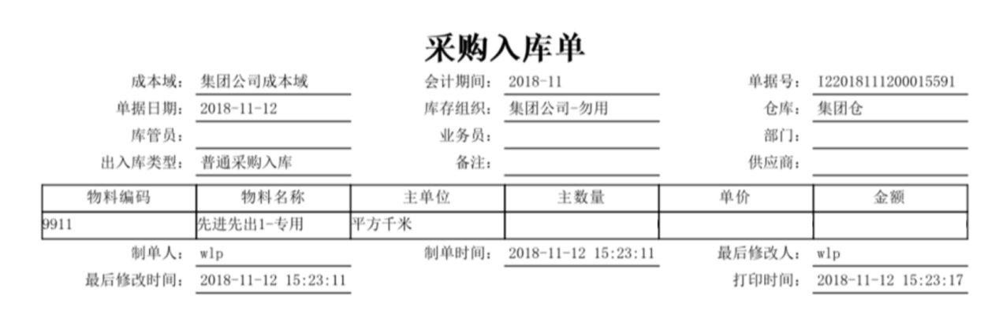 采购入库单
成本域： 集团公司成本域 会计期间： 2018-11 单据号： I22018111200015591
单据日期： 2018-11-12 库存组织： 集团公司-勿用 仓库： 集团仓
库管员： 业务员： 部门：
出入库类型： 普通采购入库 备注： 供应商：
物料编码 物料名称 主单位 主数量 单价 金额
9911 先进先出1-专用 平方千米
制单人： wlp 制单时间： 2018-11-12 15:23:11 最后修改人： wlp
最后修改时间： 2018-11-12 15:23:11 打印时间： 2018-11-12 15:23:17